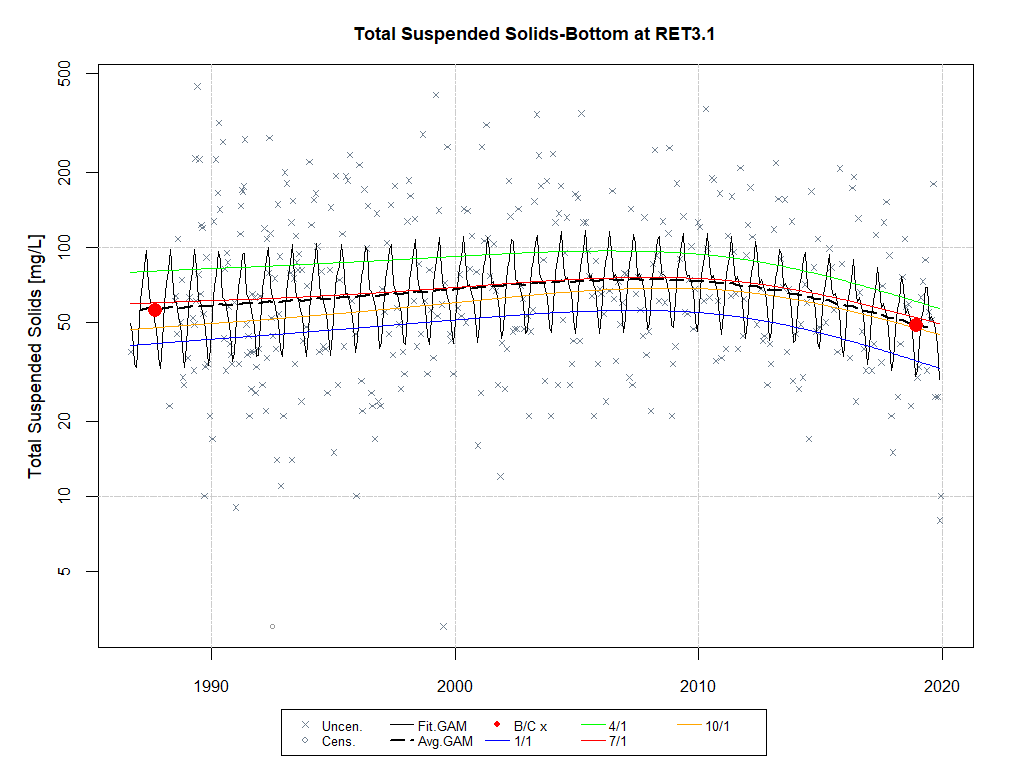 Total Suspended Solids-Bottom at RET3.1
Total Suspended Solids [mg/L]
500
200
100
50
20
10
5
1990 2000 2010 2020
Uncen. Fit.GAM B/C x 4/1 10/1
Cens. Avg.GAM 1/1 7/1